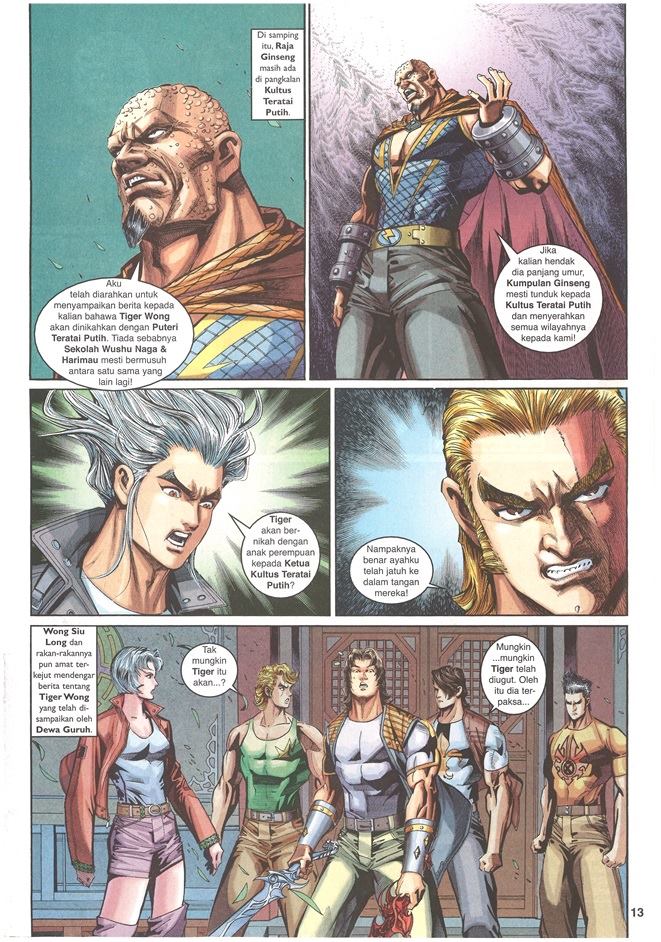 Di samping
itu, Raja
Ginseng
masih ada
di pangkalan
Kultus
Teratai
Putih.
Aku
telah diarahkan untuk
menyampaikan berita kepada
kalian bahawa Tiger Wong
akan dinikahkan dengan Puteri
Teratai Putih. Tiada sebabnya
Sekolah Wushu Naga &
Harimau mesti bermusuh
antara satu sama yang
lain lagi!
Jika
kalian hendak
dia panjang umur,
Kumpulan Ginseng
mesti tunduk kepada
Kultus Teratai Putih
dan menyerahkan
semua wilayahnya
kepada kami!
Tiger
akan ber-
nikah dengan
anak perempuan
kepada Ketua
Kultus Teratai
Putih?
Nampaknya
benar ayahku
telah jatuh ke
dalam tangan
mereka!
Wong Siu
Long dan
rakan-rakannya
pun amat ter-
kejut mendengar
berita tentang
Tiger Wong
yang telah di-
sampaikan oleh
Dewa Guruh.
Tak
mungkin
Tiger itu
akan...?
Mungkin
...mungkin
Tiger telah
diugut. Oleh
itu dia ter-
paksa...
13